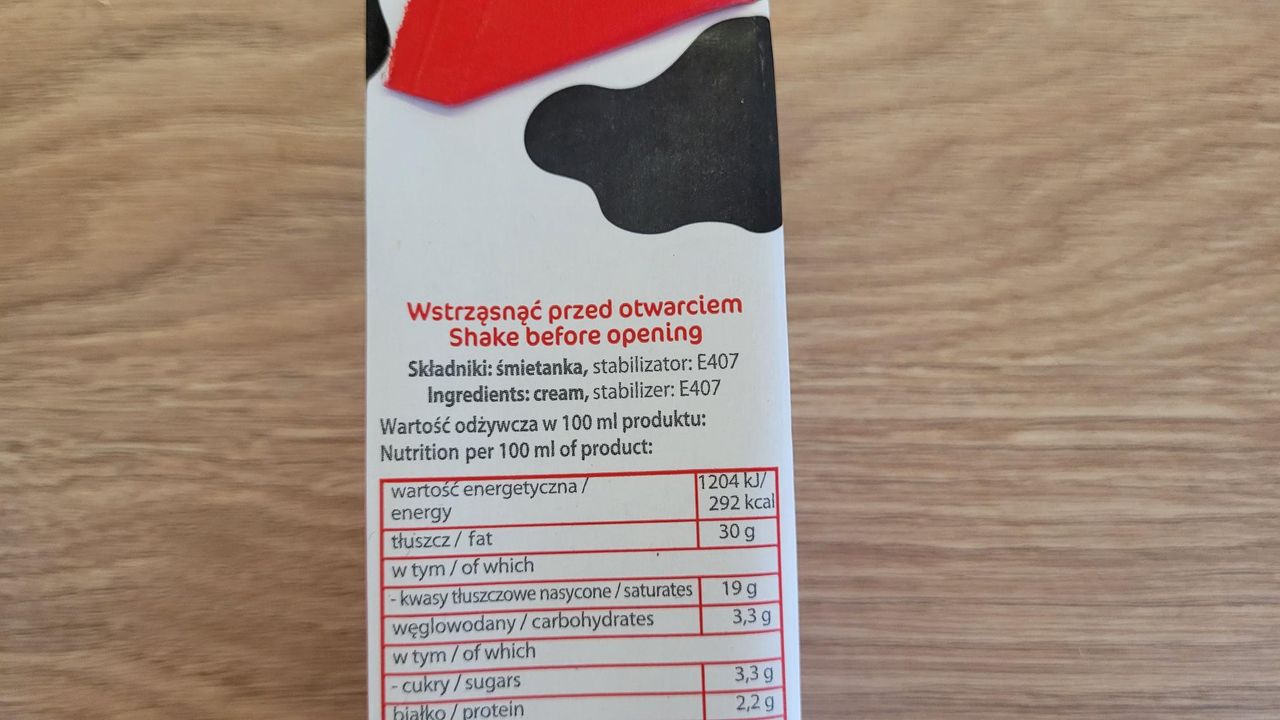 Wstrząsnąć przed otwarciem
Shake before opening
Składniki: śmietanka, stabilizator: E407
Ingredients: cream, stabilizer: E407
Wartość odżywcza w 100 ml produktu:
Nutrition per 100 ml of product:
wartość energetyczna / 1204 kJ/
energy 292 kcal
tłuszcz / fat 30 g
w tym / of which
- kwasy tłuszczowe nasycone / saturates 19 g
węglowodany / carbohydrates 3,3 g
w tym / of which
- cukry / sugars 3,3 g
białko / protein 2,2 g